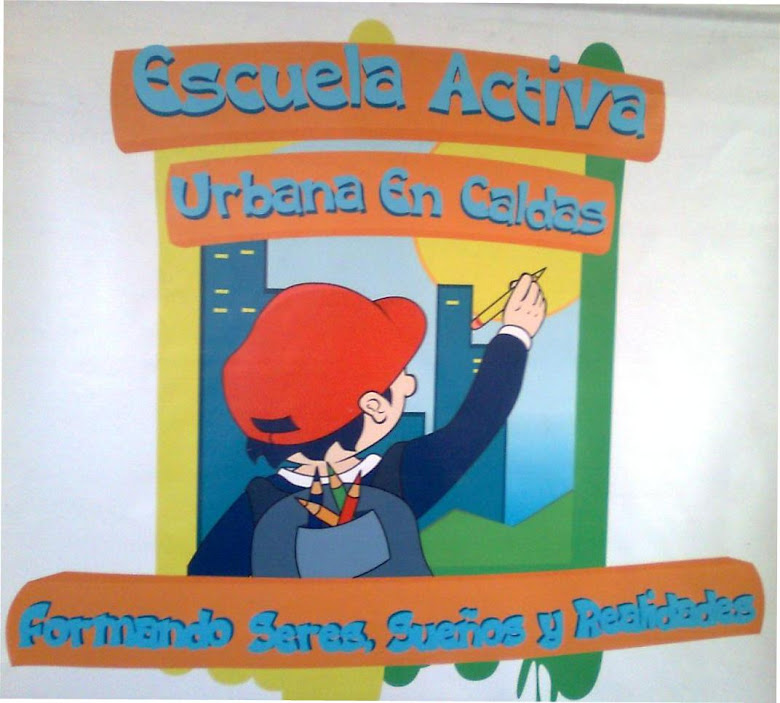 Escuela Activa
Urbana En Caldas
Formando Seres, Sueños y Realidades